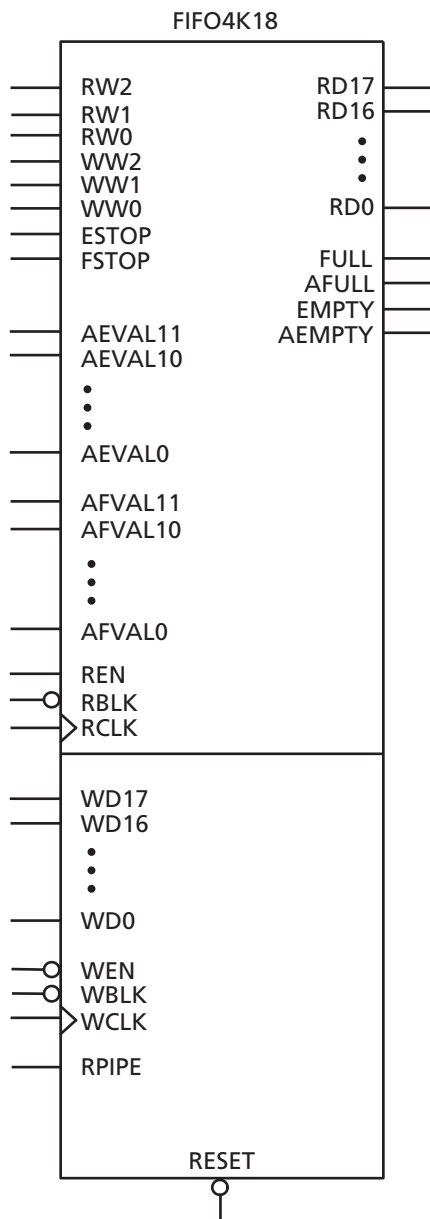 FIFO4K18
RW2
RW1
RW0
WW2
WW1
WW0
ESTOP
FSTOP
AEVAL11
AEVAL10
AEVAL0
AFVAL11
AFVAL10
AFVAL0
REN
RBLK
RCLK
RD17
RD16
RD0
FULL
AFULL
EMPTY
AEMPTY
WD17
WD16
WD0
WEN
WBLK
WCLK
RPIPE
RESET